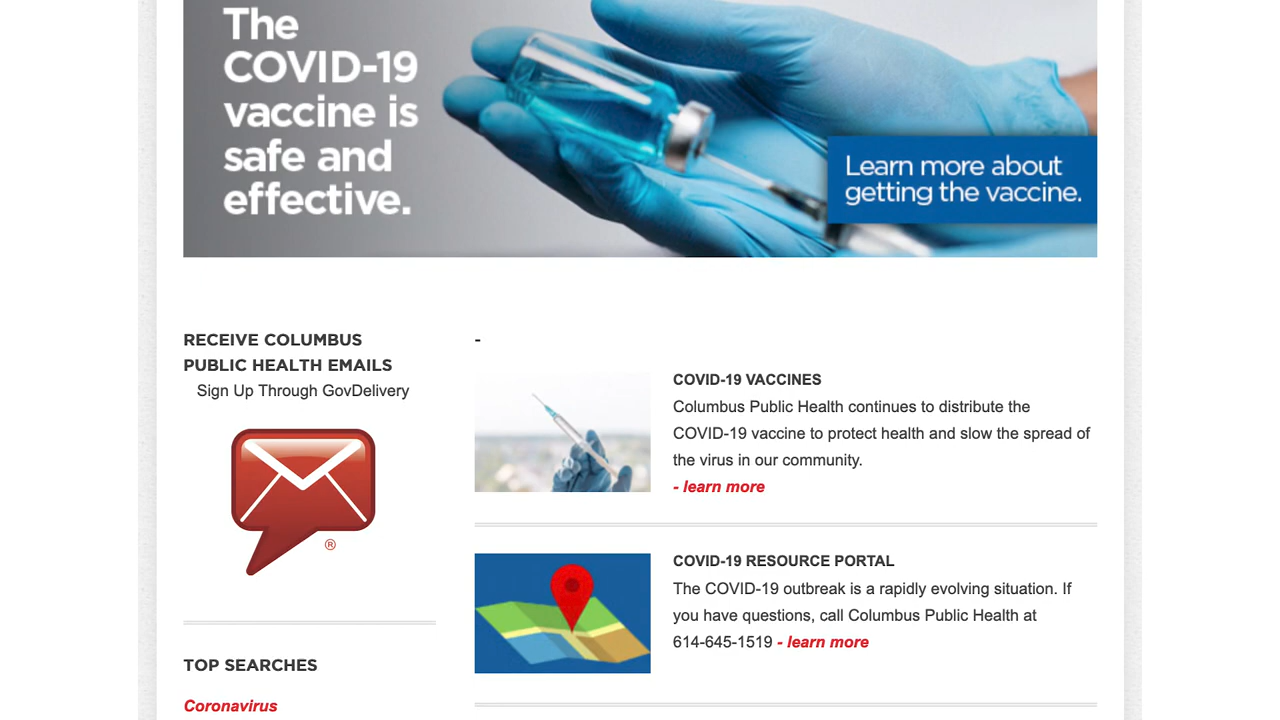 The
COVID-19
vaccine is
safe and
effective.
Learn more about
getting the vaccine.
RECEIVE COLUMBUS
PUBLIC HEALTH EMAILS
Sign Up Through GovDelivery
®
TOP SEARCHES
Coronavirus
-
COVID-19 VACCINES
Columbus Public Health continues to distribute the
COVID-19 vaccine to protect health and slow the spread of
the virus in our community.
- learn more
COVID-19 RESOURCE PORTAL
The COVID-19 outbreak is a rapidly evolving situation. If
you have questions, call Columbus Public Health at
614-645-1519 - learn more